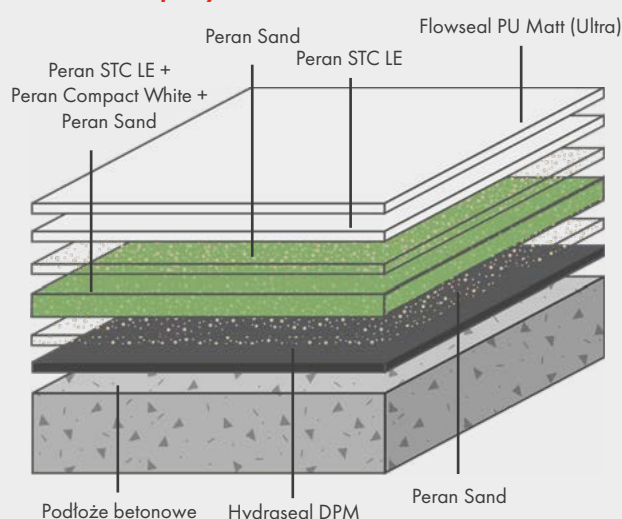 Peran Sand
Flowseal PU Matt (Ultra)
Peran STC LE
Peran STC LE +
Peran Compact White +
Peran Sand
Podłoże betonowe
Hydraseal DPM
Peran Sand